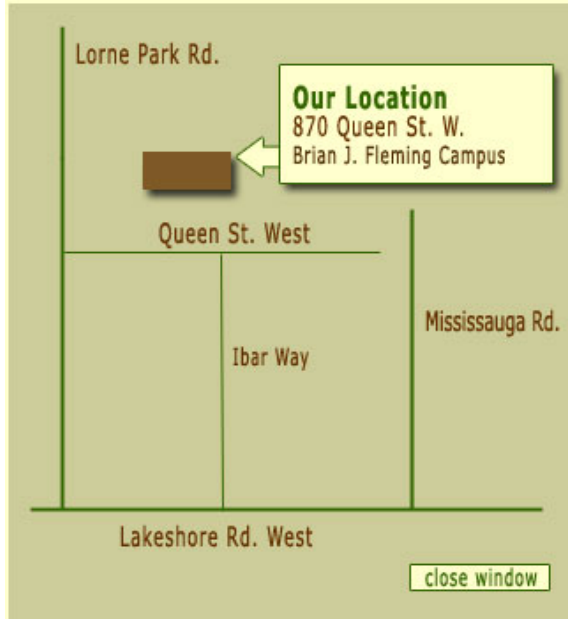 Lorne Park Rd.
Our Location
870 Queen St. W.
Brian J. Fleming Campus
Queen St. West
Mississauga Rd.
Ibar Way
Lakeshore Rd. West
close window